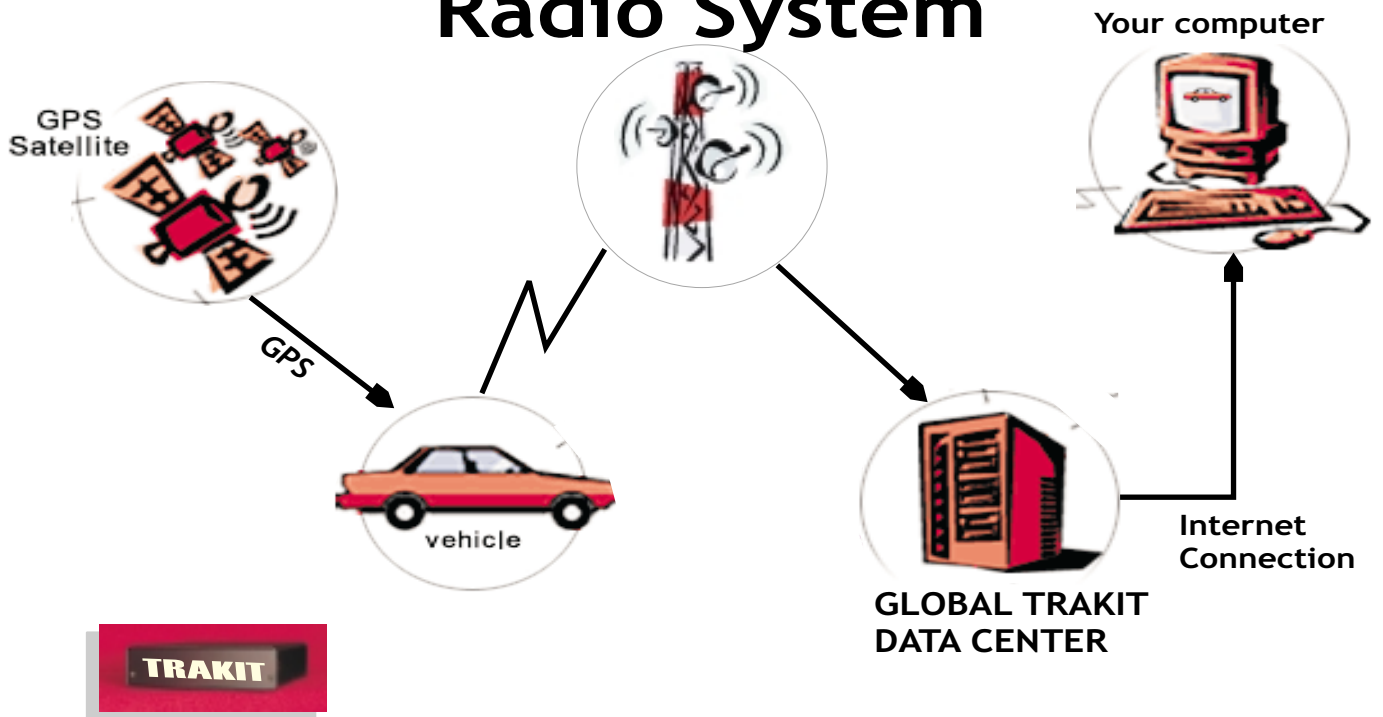 Radio System
Your computer
GPS
Satellite
GPS
vehicle
Internet
Connection
GLOBAL TRAKIT
DATA CENTER
TRAKIT